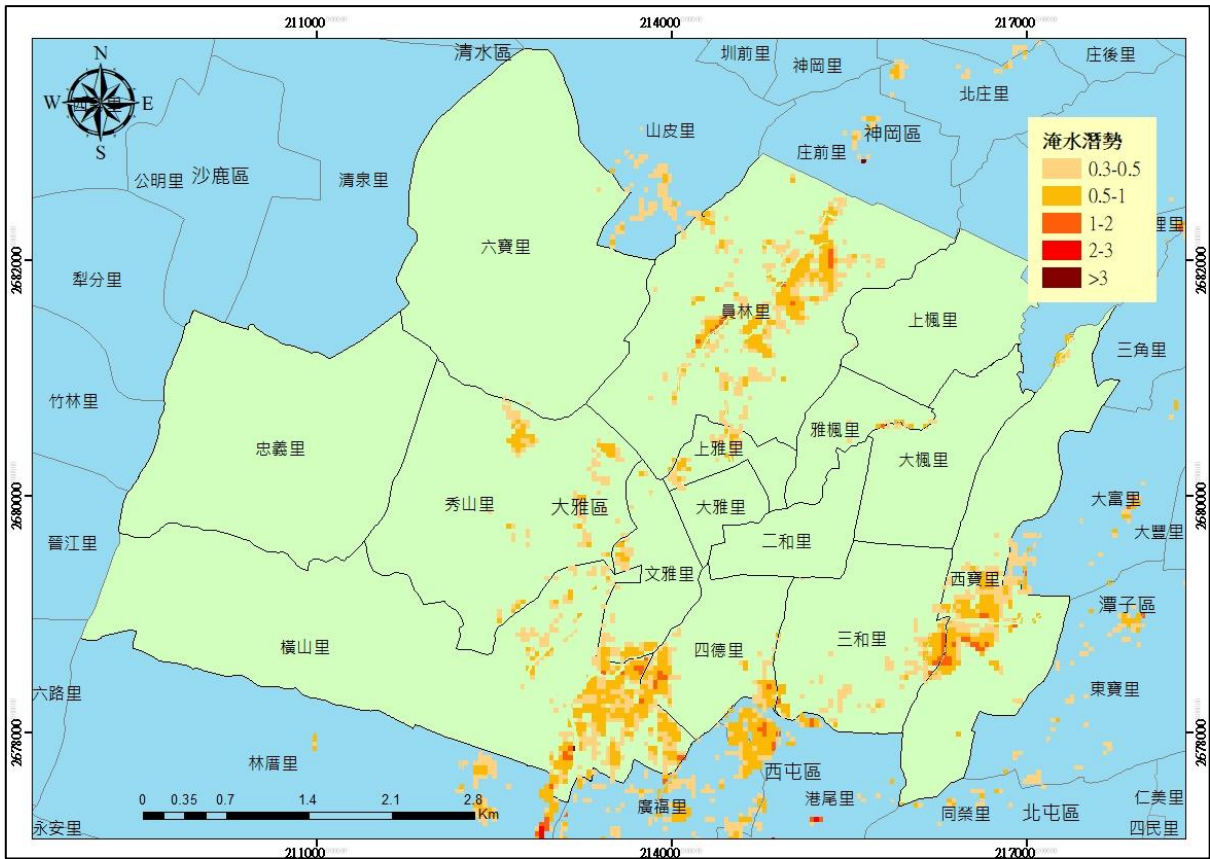 211000
214000
217000
N
W
E
S
清水區
圳前里
神岡里
庄後里
北庄里
山皮里
神岡區
庄前里
公明里
沙鹿區
清泉里
淹水潛勢
0.3-0.5
0.5-1
1-2
2-3
>3
2682000
2682000
六寶里
犁分里
員林里
上楓里
三角里
竹林里
忠義里
雅楓里
上雅里
大楓里
2680000
2680000
秀山里
大雅區
大雅里
大富里
大豐里
晉江里
二和里
文雅里
西寶里
潭子區
橫山里
四德里
三和里
六路里
東寶里
2678000
2678000
林厝里
西屯區
0 0.35 0.7 1.4 2.1 2.8
Km
廣福里
港尾里
同榮里
北屯區
仁美里
永安里
四民里
211000
214000
217000